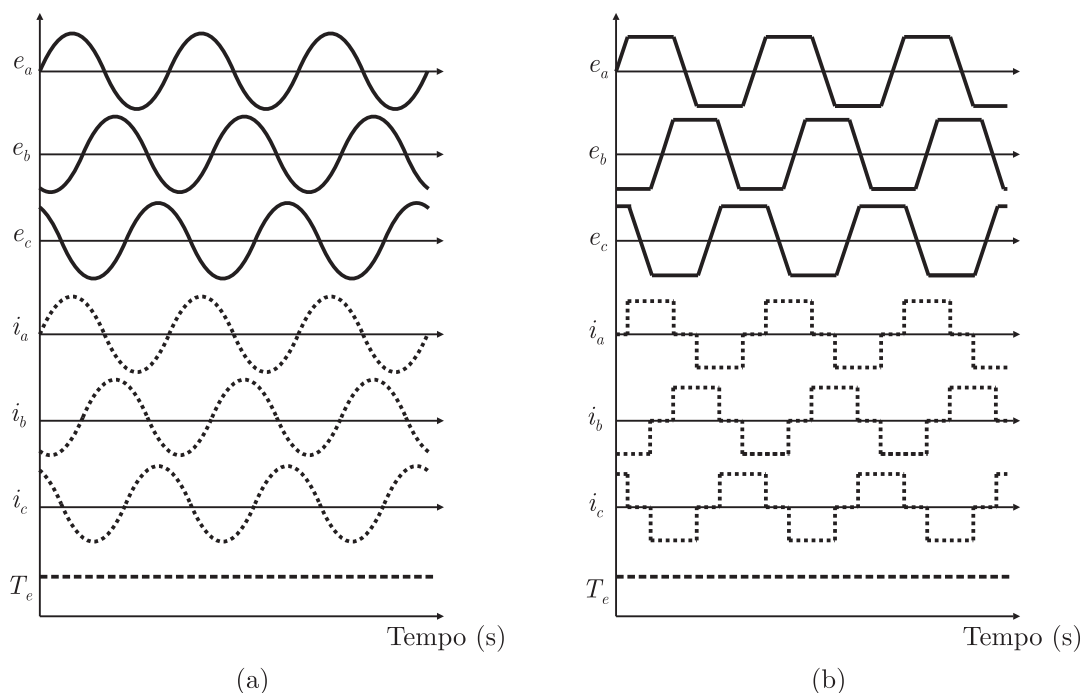 e_a
e_b
e_c
i_a
i_b
i_c
T_e
Tempo (s)
(a)
e_a
e_b
e_c
i_a
i_b
i_c
T_e
Tempo (s)
(b)